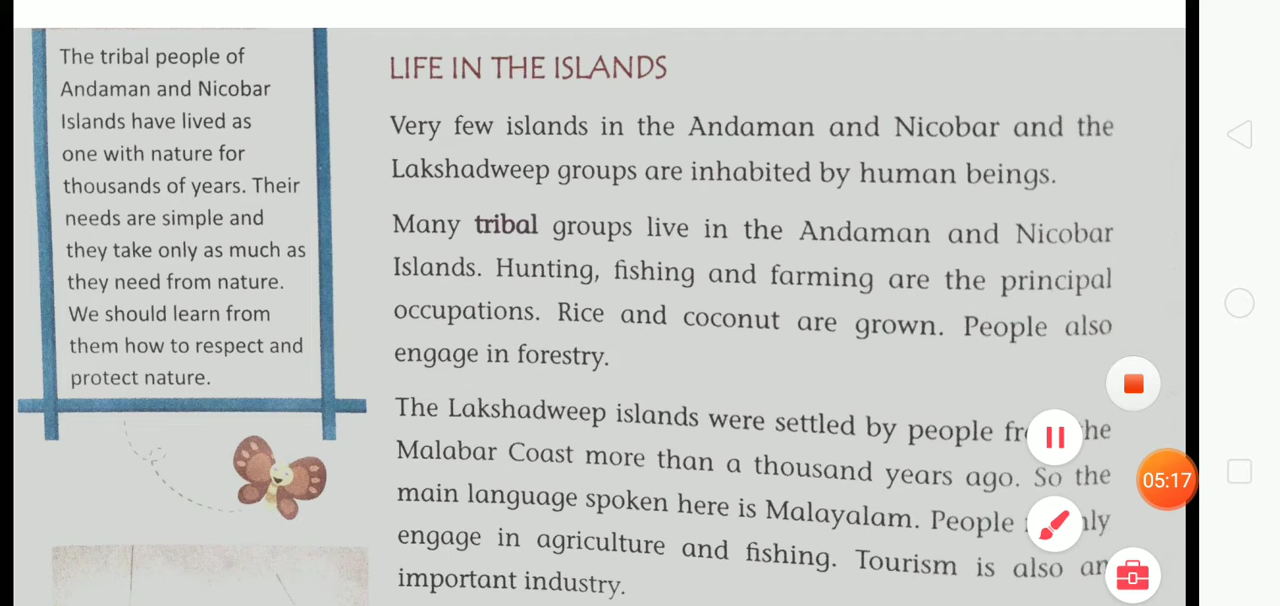 The tribal people of
Andaman and Nicobar
Islands have lived as
one with nature for
thousands of years. Their
needs are simple and
they take only as much as
they need from nature.
We should learn from
them how to respect and
protect nature.
LIFE IN THE ISLANDS
Very few islands in the Andaman and Nicobar and the
Lakshadweep groups are inhabited by human beings.
Many tribal groups live in the Andaman and Nicobar
Islands. Hunting, fishing and farming are the principal
occupations. Rice and coconut are grown. People also
engage in forestry.
The Lakshadweep islands were settled by people
Malabar Coast more than a thousand years ago. So the
main language spoken here is Malayalam. People
engage in agriculture and fishing. Tourism is also an
important industry.
05:17